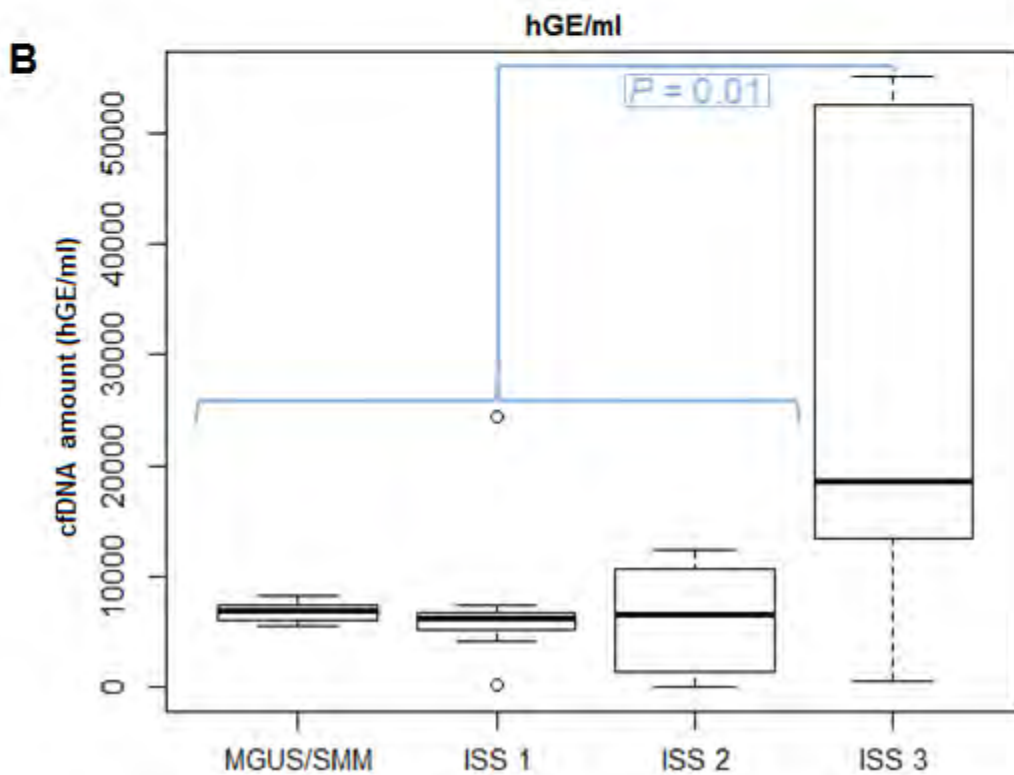 hGE/ml
B
P = 0.01
cfDNA amount (hGE/ml)
50000
40000
30000
20000
10000
0
MGUS/SMM ISS 1 ISS 2 ISS 3